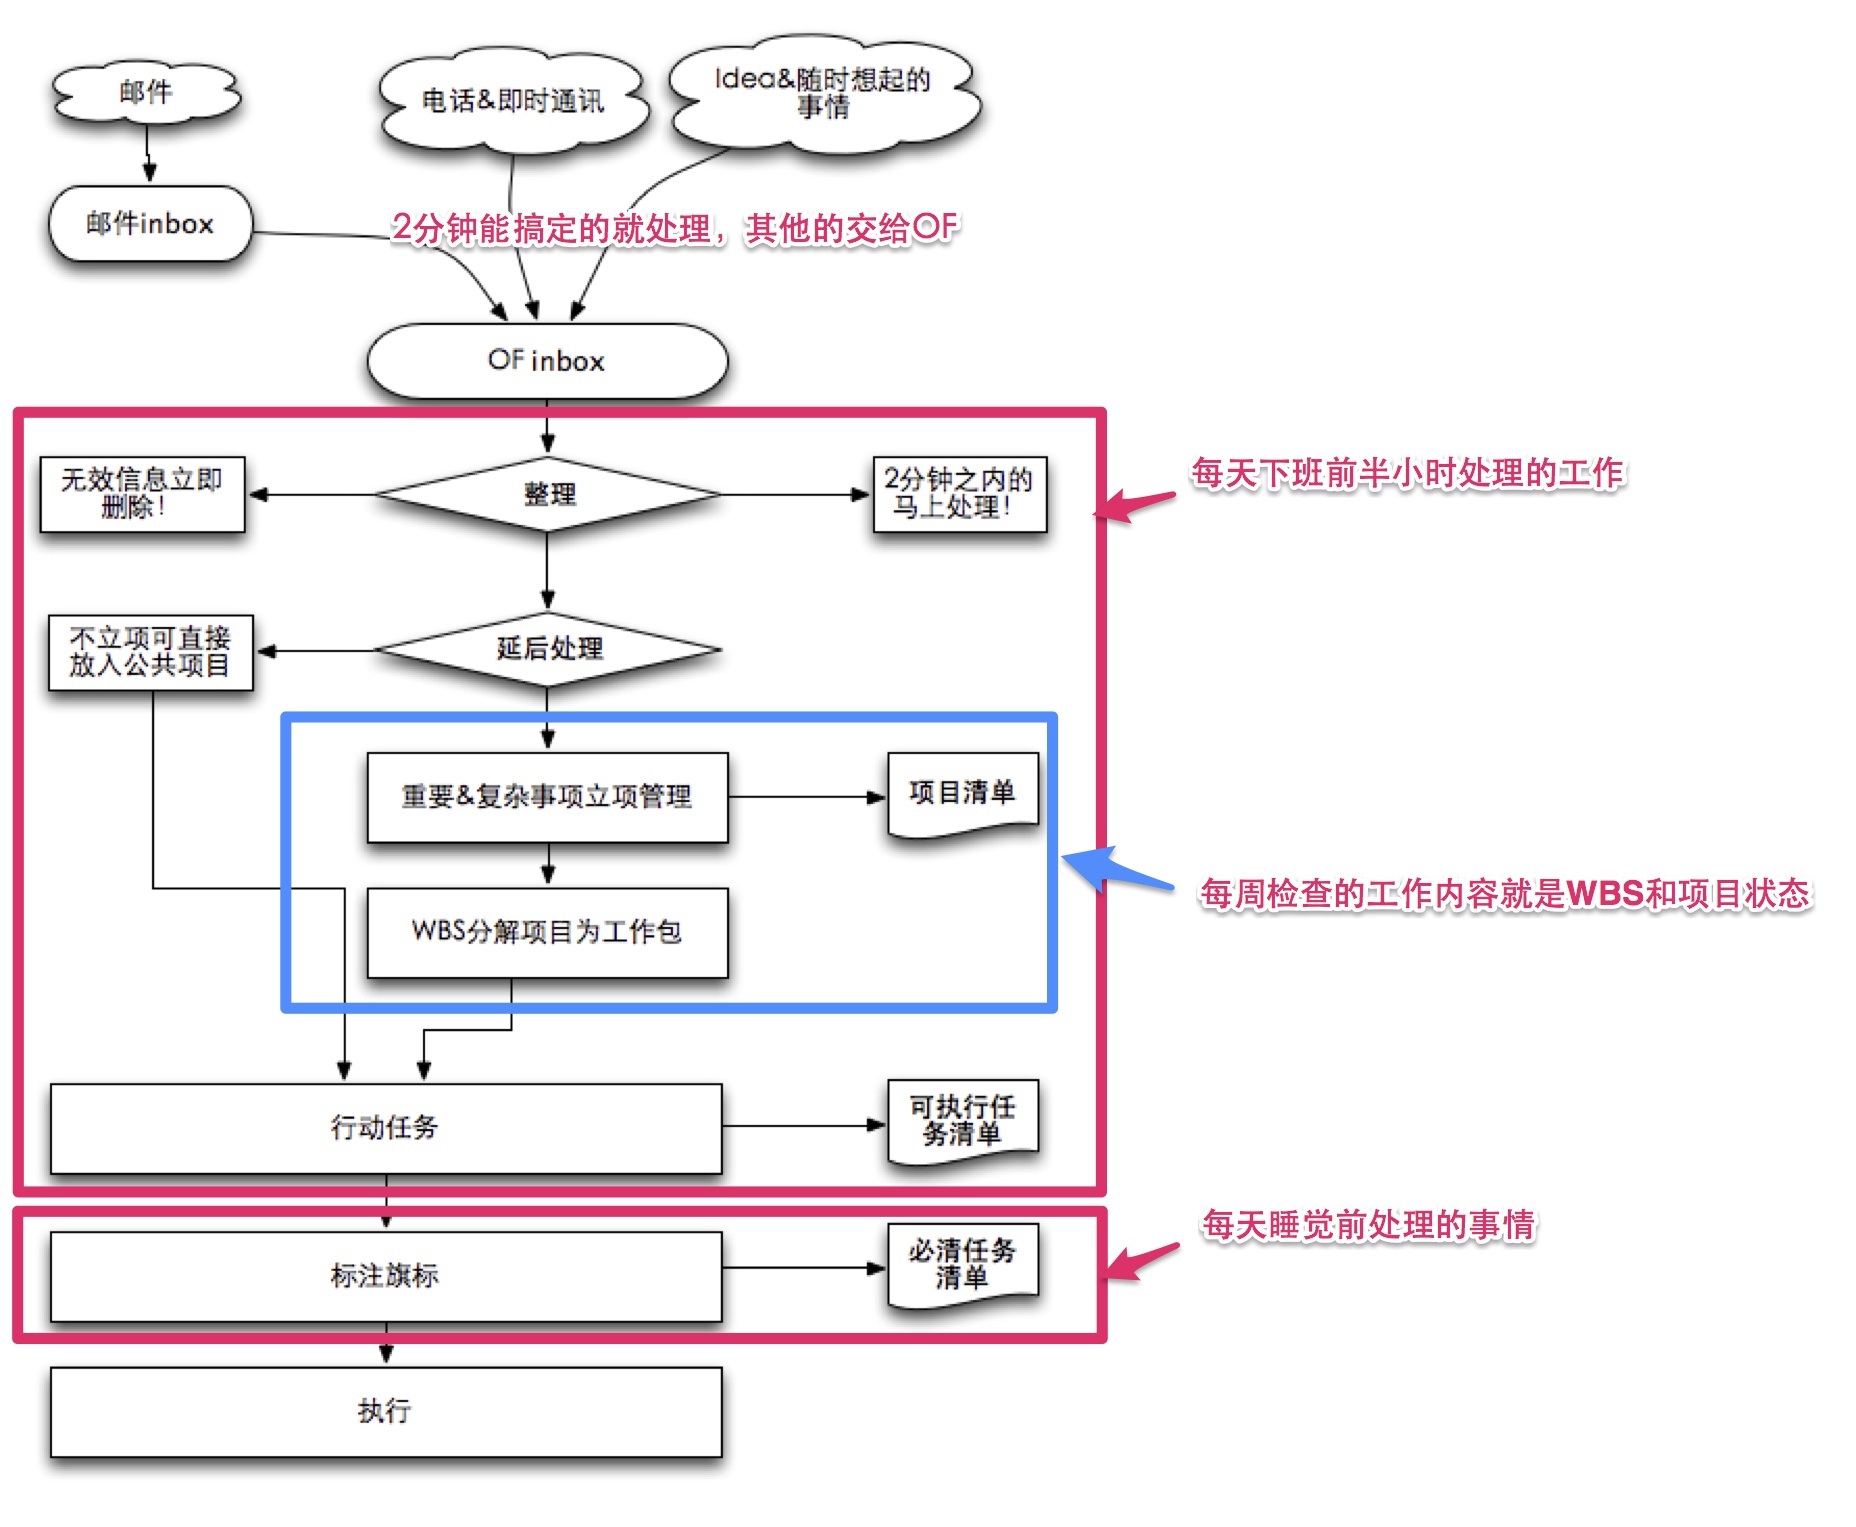 邮件
电话&即时通讯
Idea&随时想起的
事情
邮件inbox
2分钟能搞定的就处理，其他的交给OF
OF inbox
无效信息立即
删除！
整理
2分钟之内的
马上处理！
每天下班前半小时处理的工作
不立项可直接
放入公共项目
延后处理
重要&复杂事项立项管理
项目清单
每周检查的工作内容就是WBS和项目状态
WBS分解项目为工作包
行动任务
可执行任
务清单
每天睡觉前处理的事情
标注旗标
必清任务
清单
执行